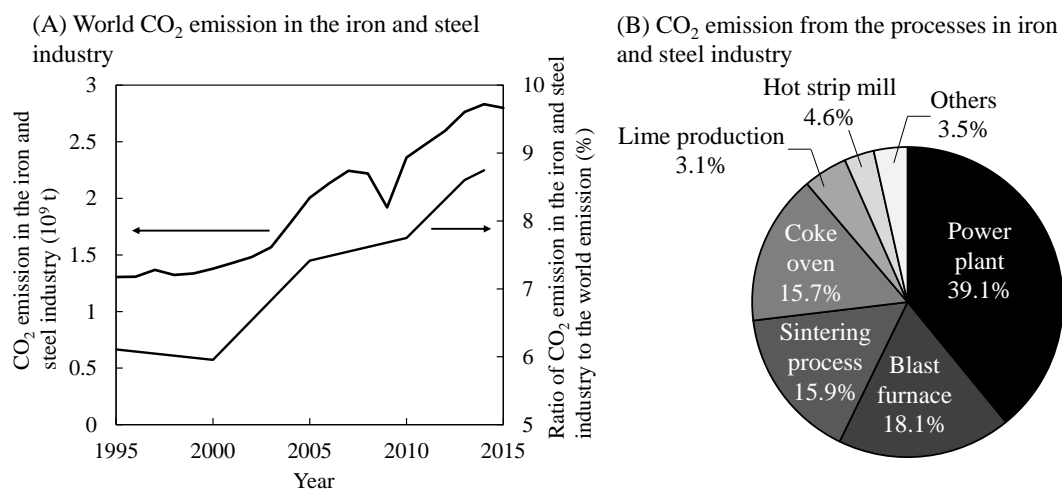 (A) World CO₂ emission in the iron and steel
industry
CO₂ emission in the iron and
steel industry (10⁹ t)
3
2.5
2
1.5
1
0.5
0
1995
2000
2005
2010
2015
Year
10
9
8
7
6
5
Ratio of CO₂ emission in the iron and steel
industry to the world emission (%)
(B) CO₂ emission from the processes in iron
and steel industry
Hot strip mill
4.6%
Others
3.5%
Lime production
3.1%
Coke
oven
15.7%
Power
plant
39.1%
Sintering
process
15.9%
Blast
furnace
18.1%